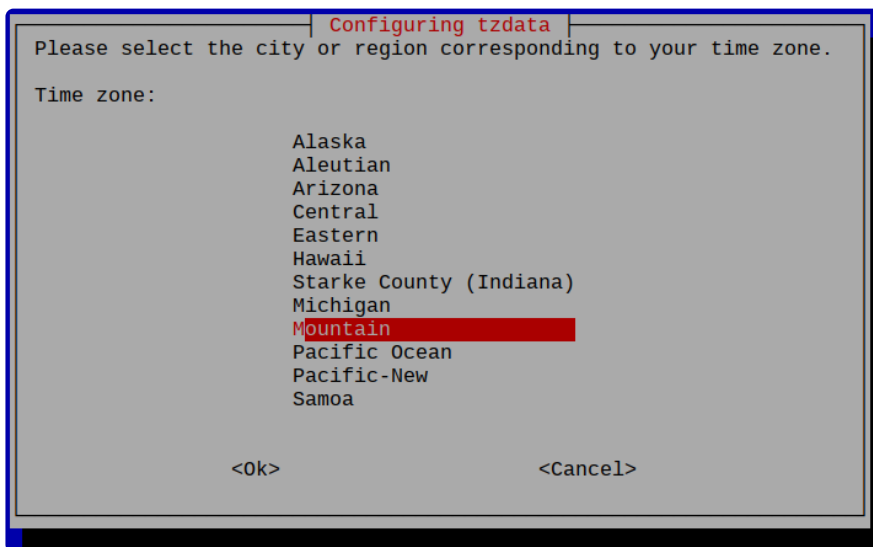 Configuring tzdata
Please select the city or region corresponding to your time zone.
Time zone:
Alaska
Aleutian
Arizona
Central
Eastern
Hawaii
Starke County (Indiana)
Michigan
Mountain
Pacific Ocean
Pacific-New
Samoa
<Ok> <Cancel>